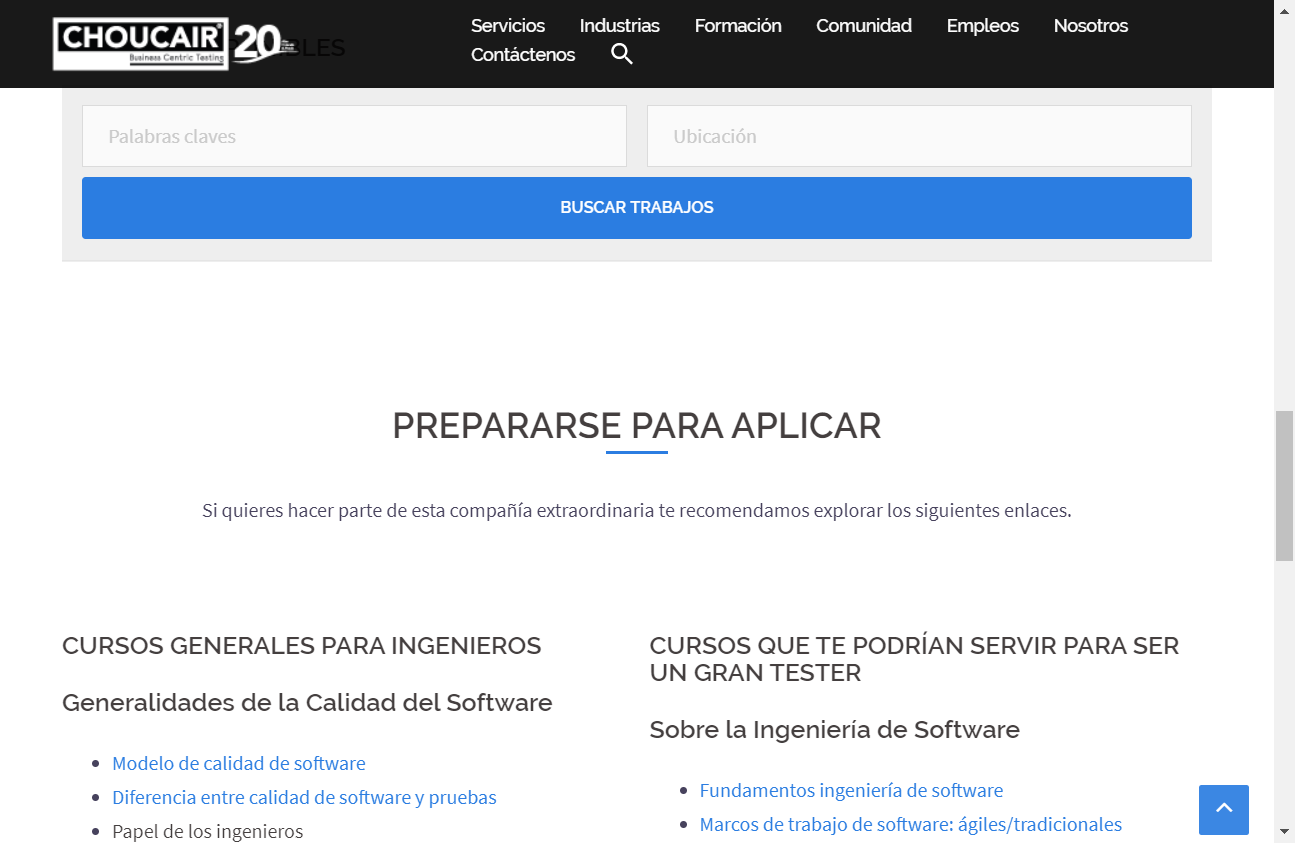 CHOUCAIR
Business Centric Testing
20
BLES
Servicios Industrias Formación Comunidad Empleos Nosotros
Contáctenos
Palabras claves Ubicación
BUSCAR TRABAJOS
PREPARARSE PARA APLICAR
Si quieres hacer parte de esta compañía extraordinaria te recomendamos explorar los siguientes enlaces.
CURSOS GENERALES PARA INGENIEROS
Generalidades de la Calidad del Software
Modelo de calidad de software
Diferencia entre calidad de software y pruebas
Papel de los ingenieros
CURSOS QUE TE PODRÍAN SERVIR PARA SER
UN GRAN TESTER
Sobre la Ingeniería de Software
Fundamentos ingeniería de software
Marcos de trabajo de software: ágiles/tradicionales